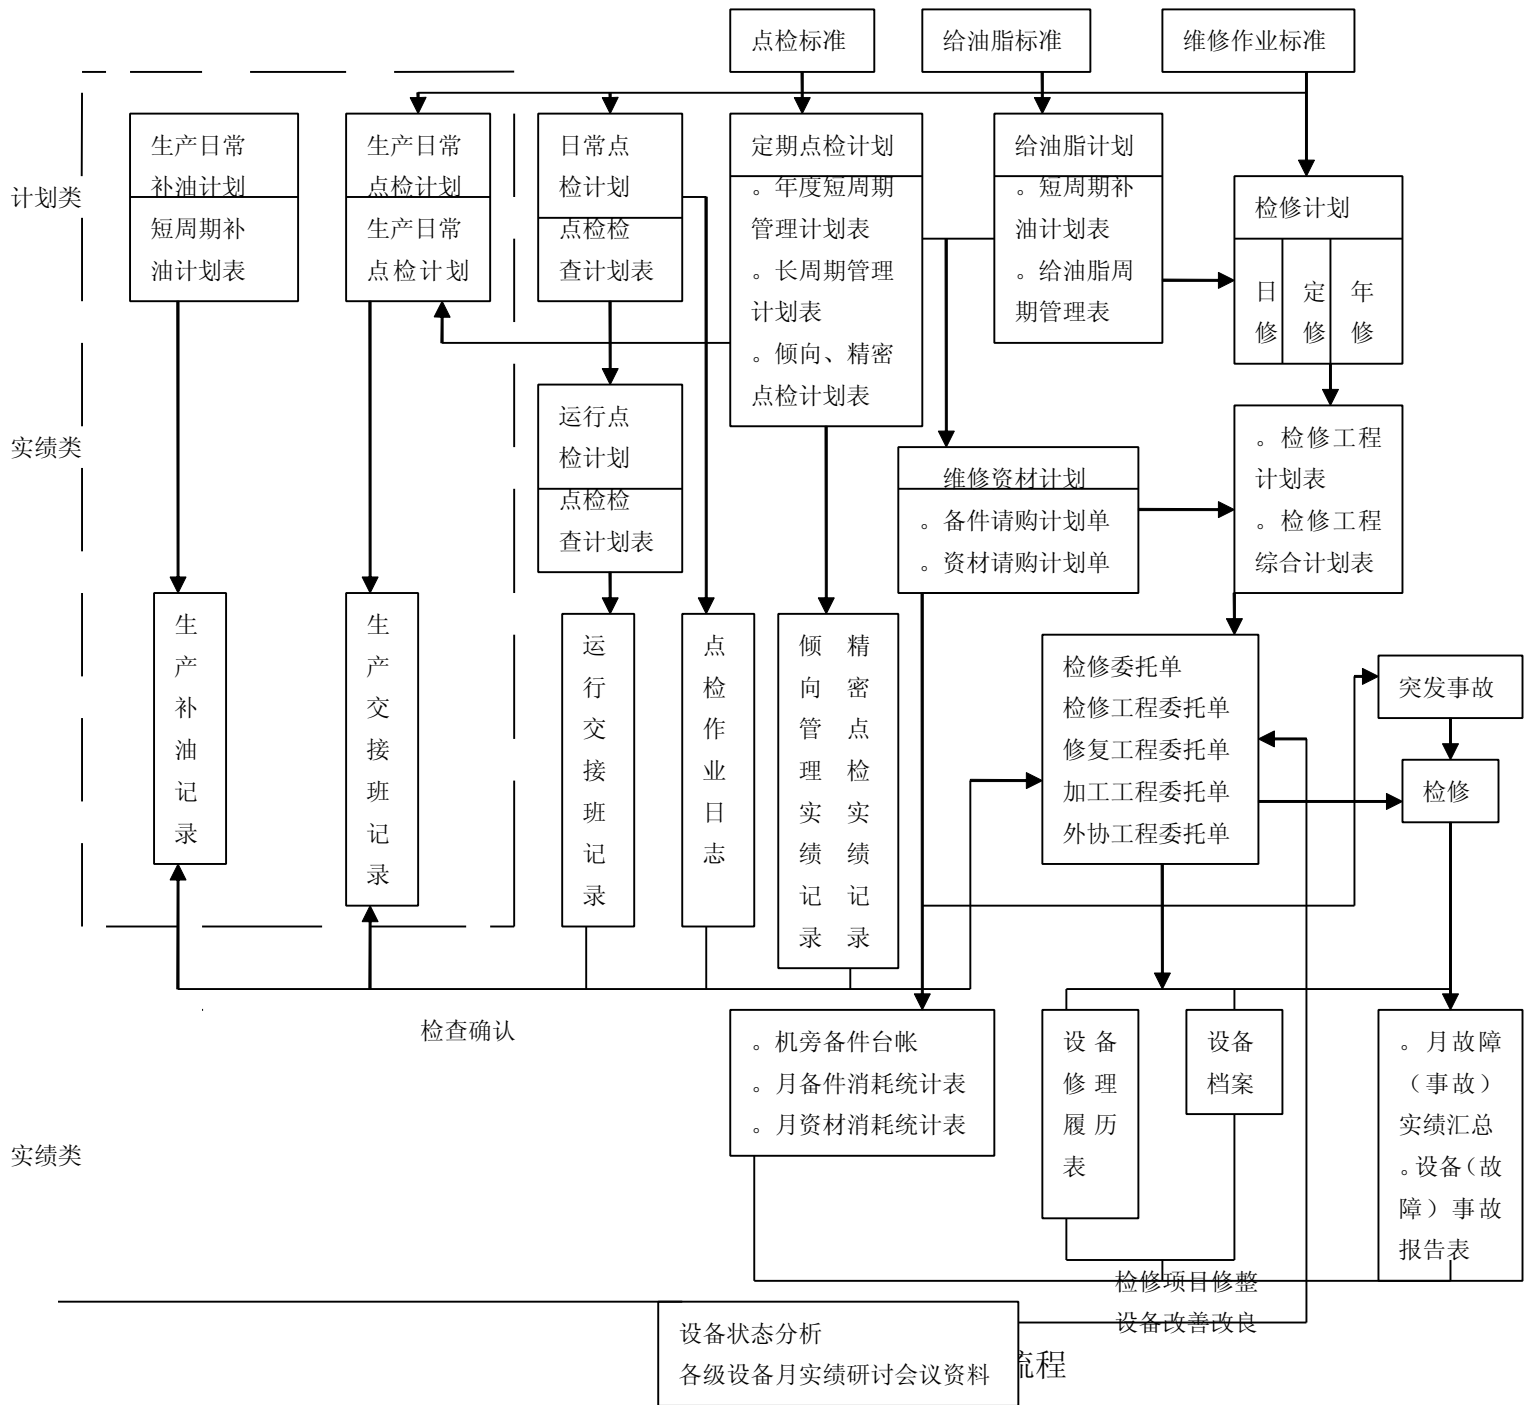 点检标准
给油脂标准
维修作业标准
计划类
生产日常
补油计划
短周期补
油计划表
生产日常
点检计划
生产日常
点检计划
日常点
检计划
点检检
查计划表
定期点检计划
。年度短周期
管理计划表
。长周期管理
计划表
。倾向、精密
点检计划表
给油脂计划
。短周期补
油计划表
。给油脂周
期管理表
检修计划
日修
定修
年修
实绩类
运行点
检计划
点检检
查计划表
维修资材计划
。备件请购计划单
。资材请购计划单
。检修工程
计划表
。检修工程
综合计划表
生产补油记录
生产交接班记录
运行交接班记录
点检作业日志
倾向管理实绩记录
精密点检实绩记录
检修委托单
检修工程委托单
修复工程委托单
加工工程委托单
外协工程委托单
突发事故
检修
检查确认
实绩类
。机旁备件台帐
。月备件消耗统计表
。月资材消耗统计表
设备
修理
履历
表
设备
档案
。月故障
（事故）
实绩汇总
。设备（故
障）事故
报告表
检修项目修整
设备改善改良
设备状态分析
各级设备月实绩研讨会议资料
流程